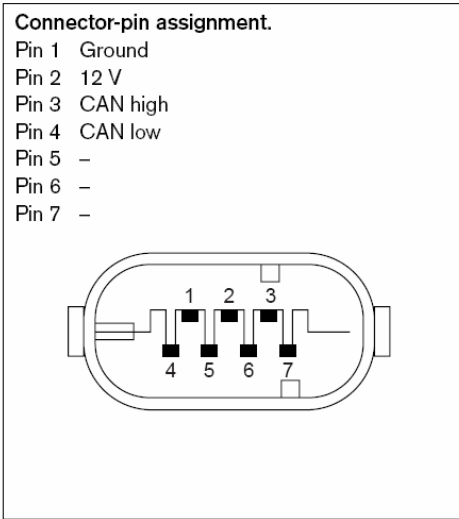 Connector-pin assignment.
Pin 1 Ground
Pin 2 12 V
Pin 3 CAN high
Pin 4 CAN low
Pin 5 –
Pin 6 –
Pin 7 –
1 2 3
4 5 6 7